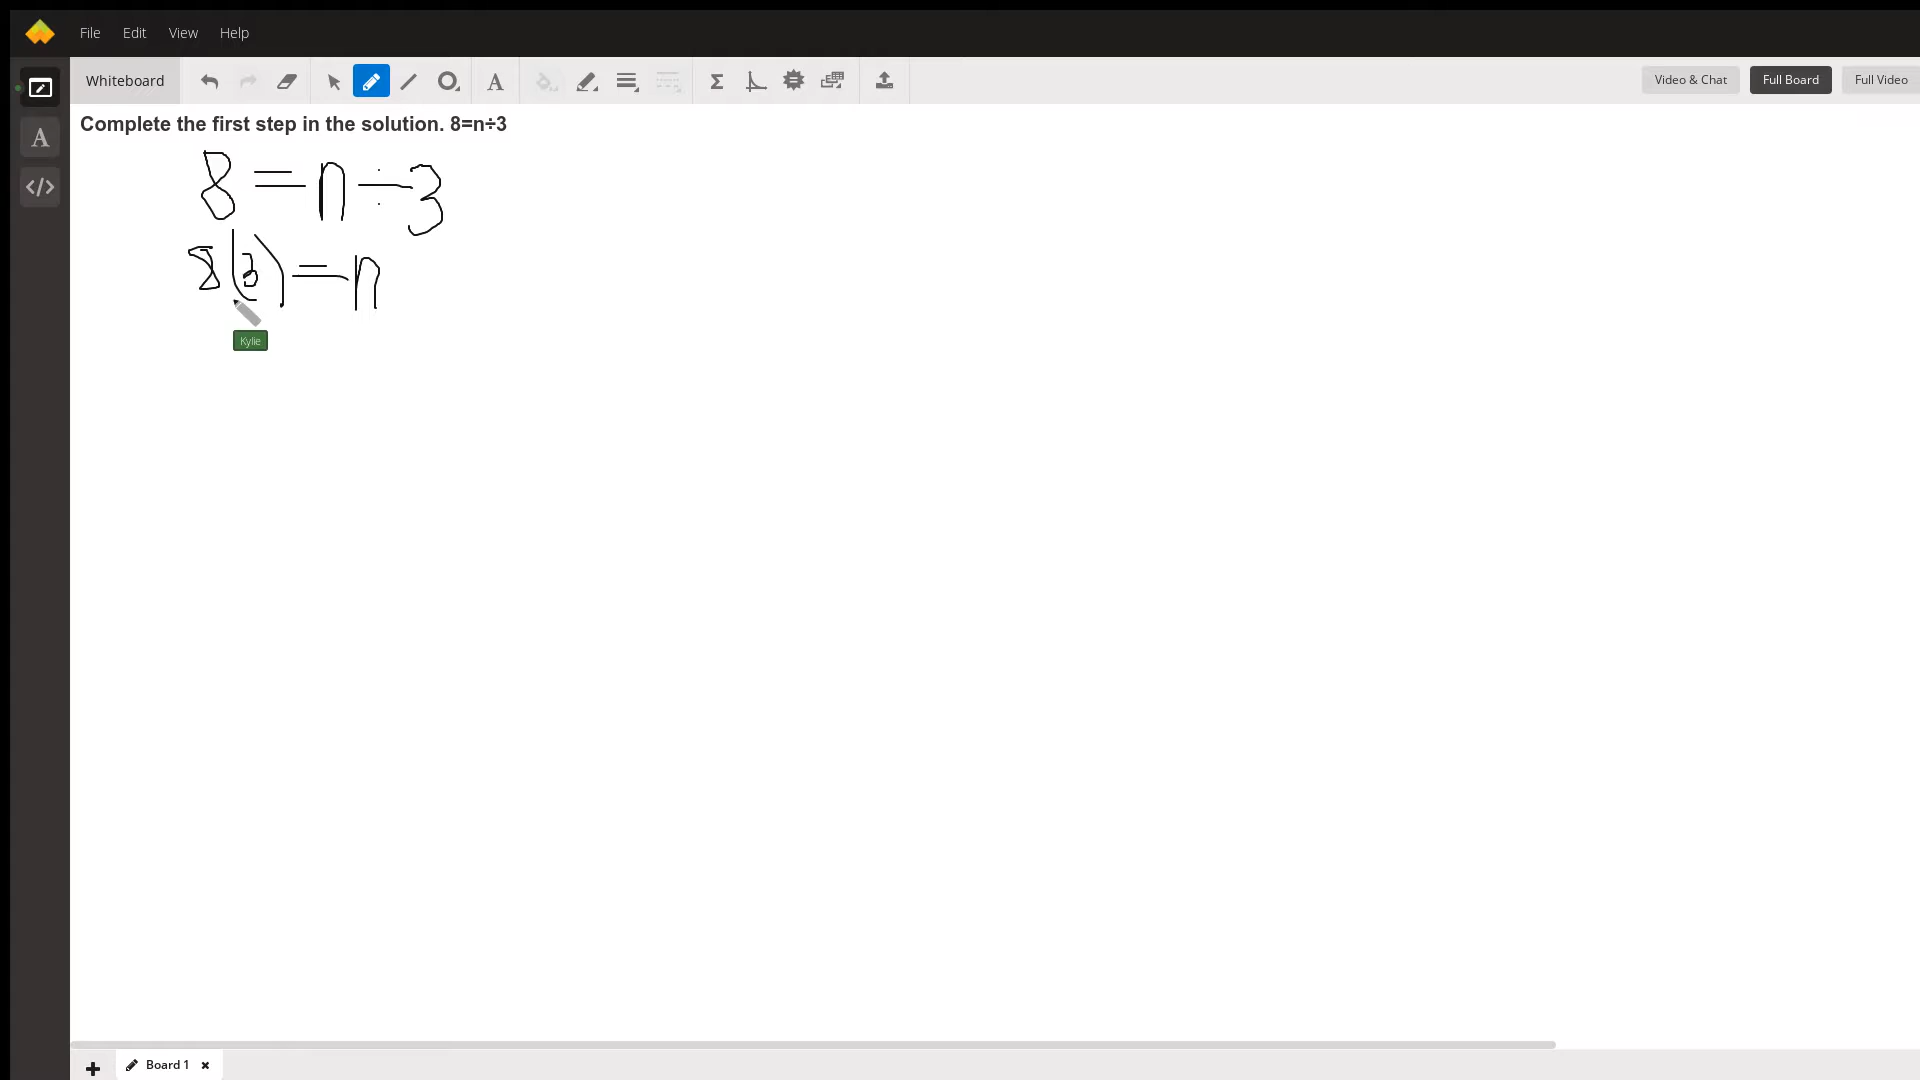 File Edit View Help
Whiteboard A Σ Video & Chat Full Board Full Video
A
</>
Complete the first step in the solution. 8=n÷3
8=n÷3
8(3)=n
Kylie
Board 1